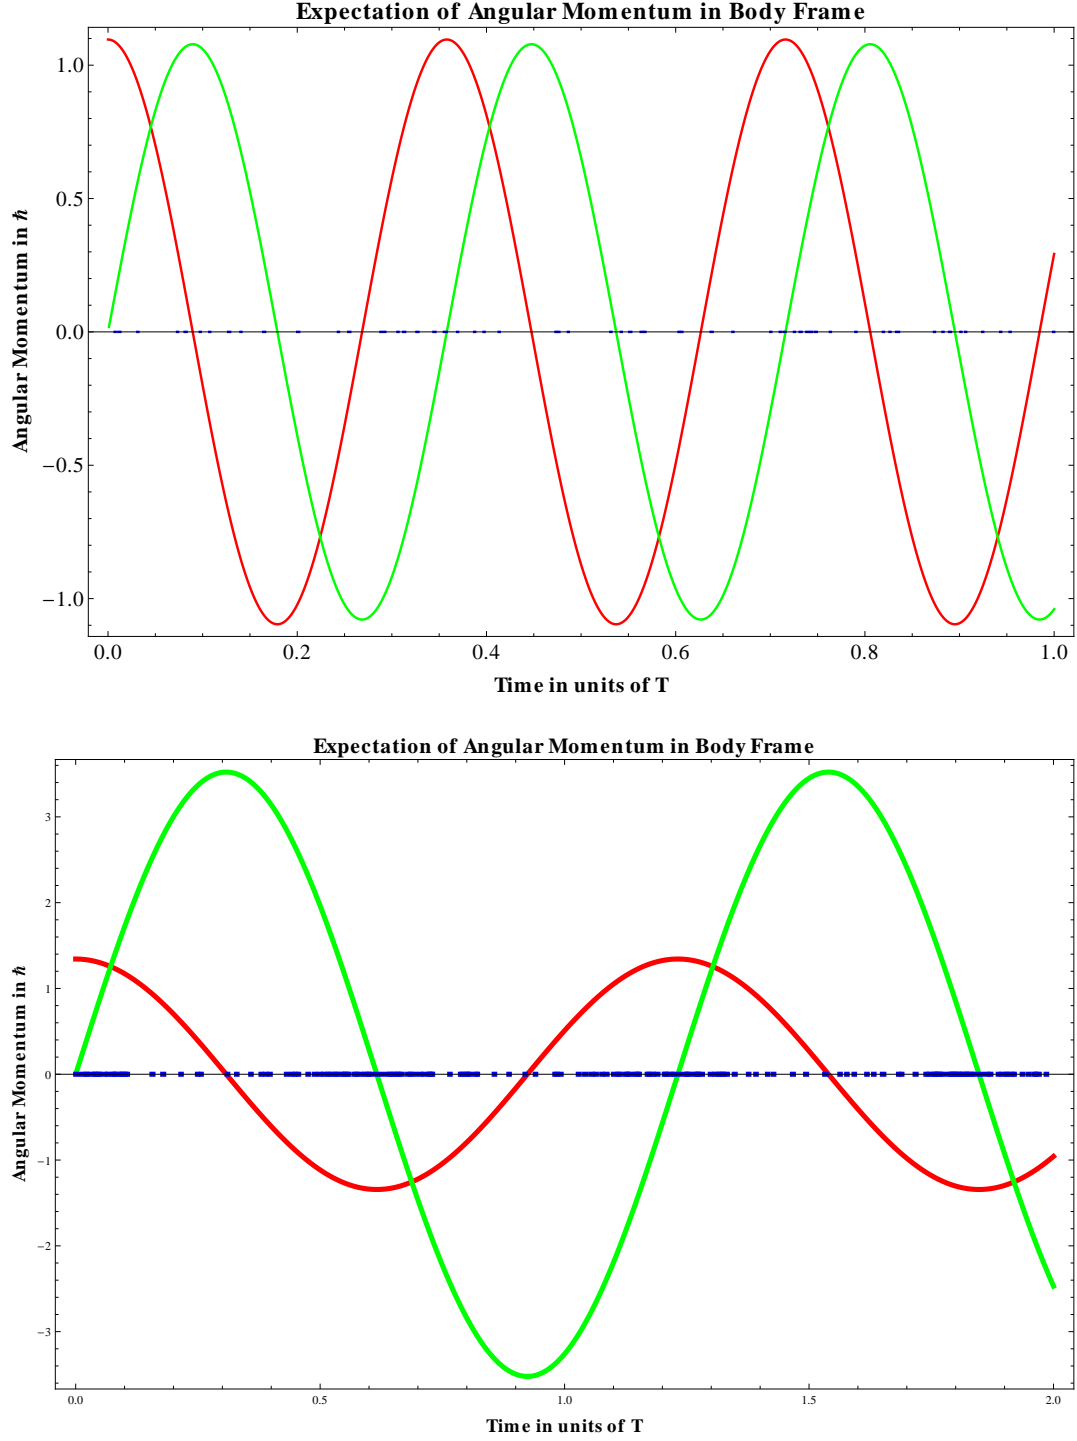 Expectation of Angular Momentum in Body Frame
Angular Momentum in ℏ
1.0
0.5
0.0
−0.5
−1.0
0.0 0.2 0.4 0.6 0.8 1.0
Time in units of T
Expectation of Angular Momentum in Body Frame
Angular Momentum in ℏ
3
2
1
0
−1
−2
−3
0.0 0.5 1.0 1.5 2.0
Time in units of T